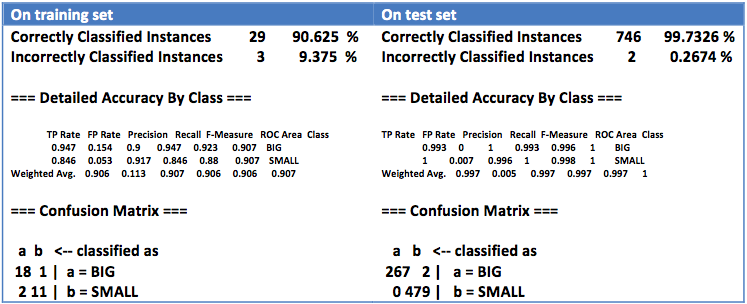 On training set
Correctly Classified Instances 29 90.625 %
Incorrectly Classified Instances 3 9.375 %
=== Detailed Accuracy By Class ===
TP Rate FP Rate Precision Recall F-Measure ROC Area Class
0.947 0.154 0.9 0.947 0.923 0.907 BIG
0.846 0.053 0.917 0.846 0.88 0.907 SMALL
Weighted Avg. 0.906 0.113 0.907 0.906 0.906 0.907
=== Confusion Matrix ===
a b <-- classified as
18 1 | a = BIG
2 11 | b = SMALL
On test set
Correctly Classified Instances 746 99.7326 %
Incorrectly Classified Instances 2 0.2674 %
=== Detailed Accuracy By Class ===
TP Rate FP Rate Precision Recall F-Measure ROC Area Class
0.993 0 1 0.993 0.996 1 BIG
1 0.007 0.996 1 0.998 1 SMALL
Weighted Avg. 0.997 0.005 0.997 0.997 0.997 1
=== Confusion Matrix ===
a b <-- classified as
267 2 | a = BIG
0 479 | b = SMALL